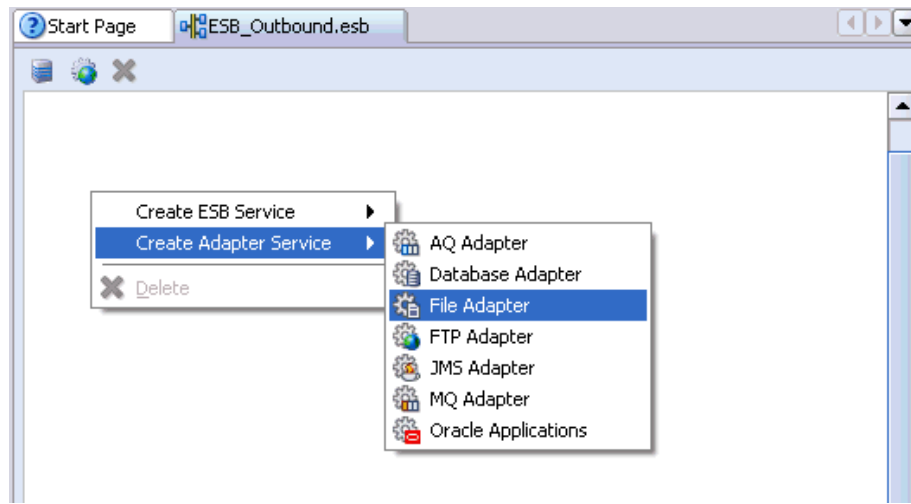 Start Page
ESB_Outbound.esb
Create ESB Service
Create Adapter Service
Delete
AQ Adapter
Database Adapter
File Adapter
FTP Adapter
JMS Adapter
MQ Adapter
Oracle Applications